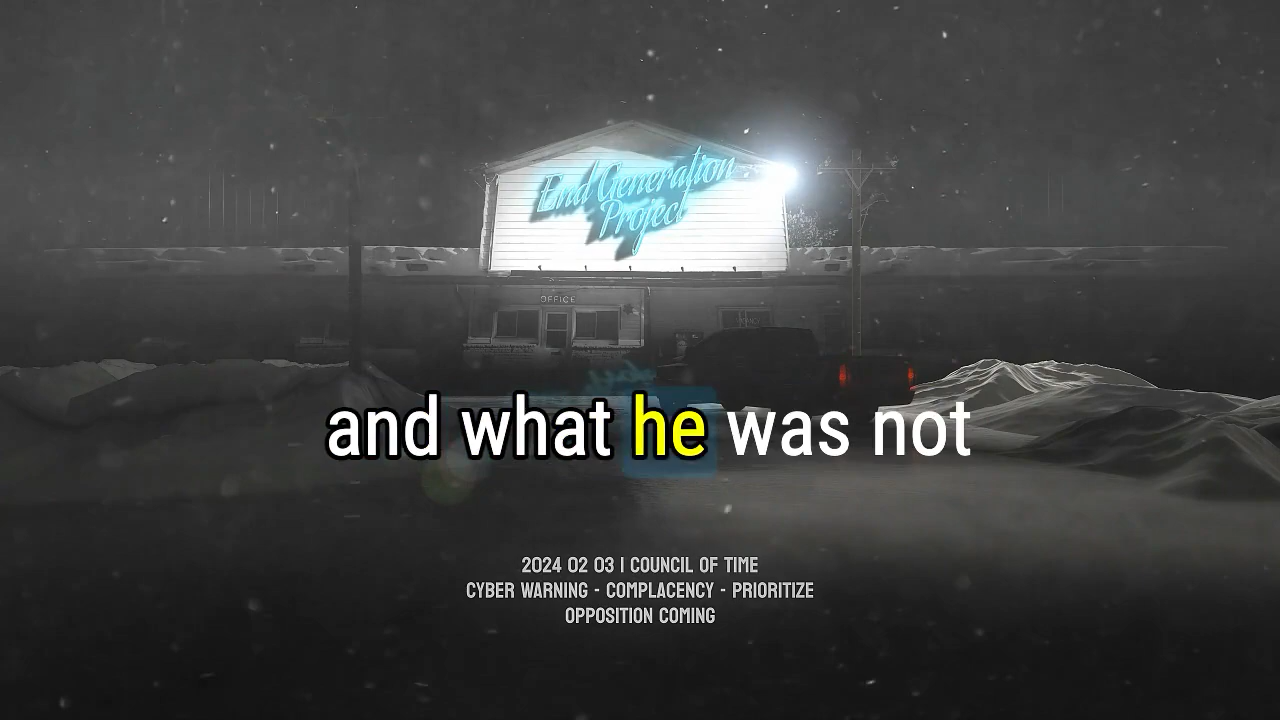 End Generation
Project
OFFICE
and what he was not
2024 02 03 | COUNCIL OF TIME
CYBER WARNING - COMPLACENCY - PRIORITIZE
OPPOSITION COMING